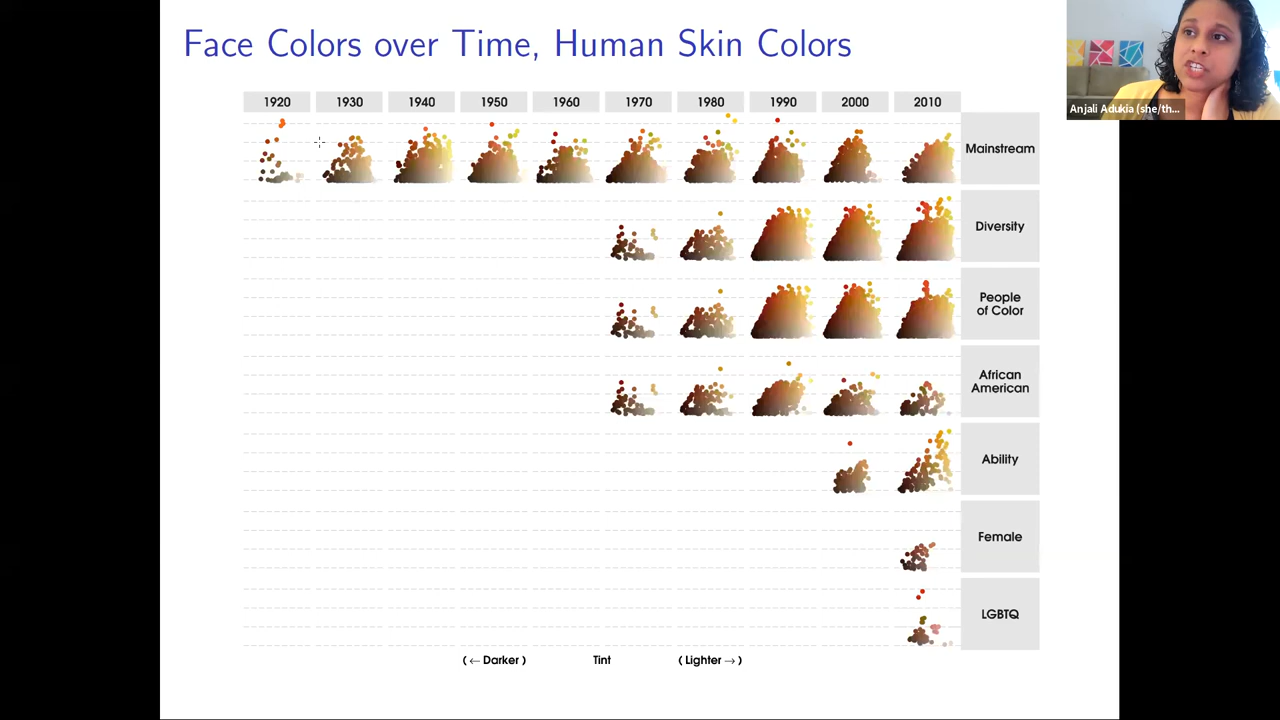 Face Colors over Time, Human Skin Colors
Anjali Adukia (she/th...
1920 1930 1940 1950 1960 1970 1980 1990 2000 2010
Mainstream
Diversity
People
of Color
African
American
Ability
Female
LGBTQ
(← Darker) Tint (Lighter →)